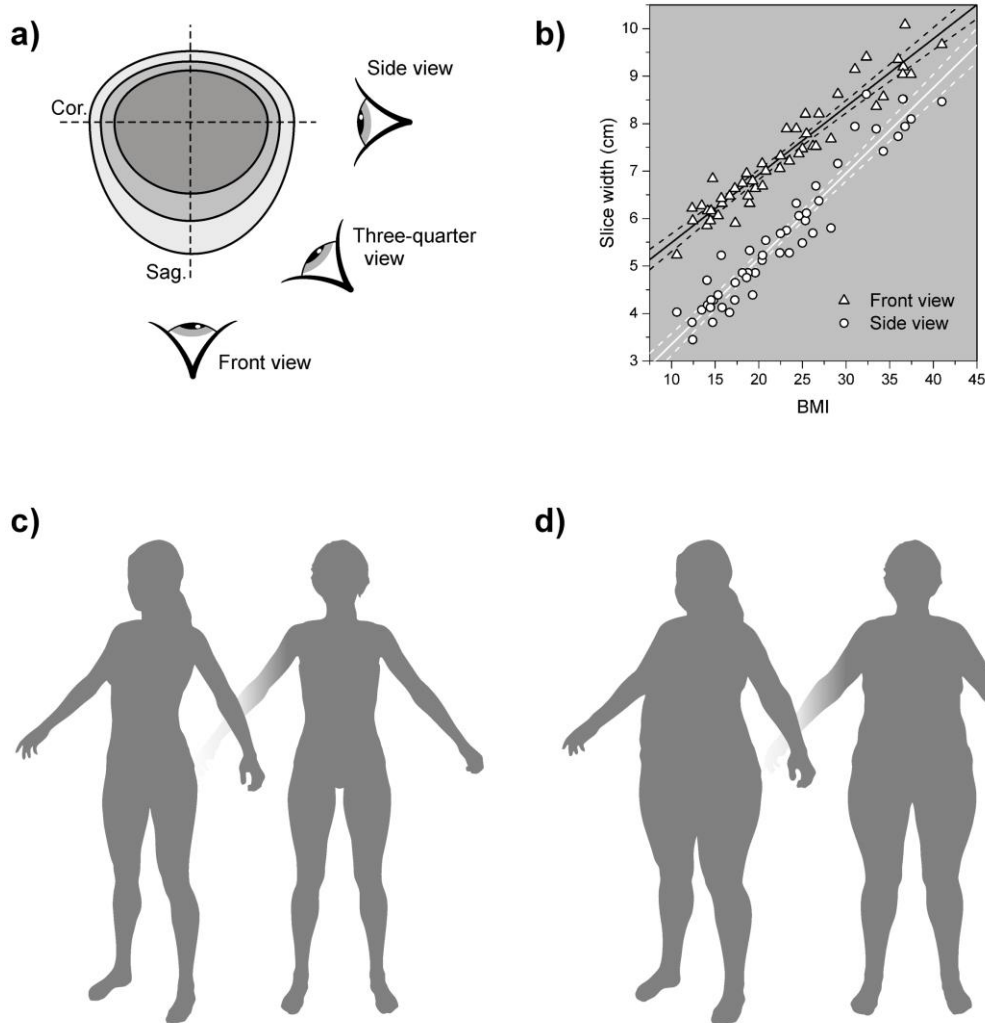 a)
Cor.
Sag.
Side view
Three-quarter
view
Front view
b)
Slice width (cm)
10
9
8
7
6
5
4
3
Front view
Side view
10 15 20 25 30 35 40 45
BMI
c)
d)